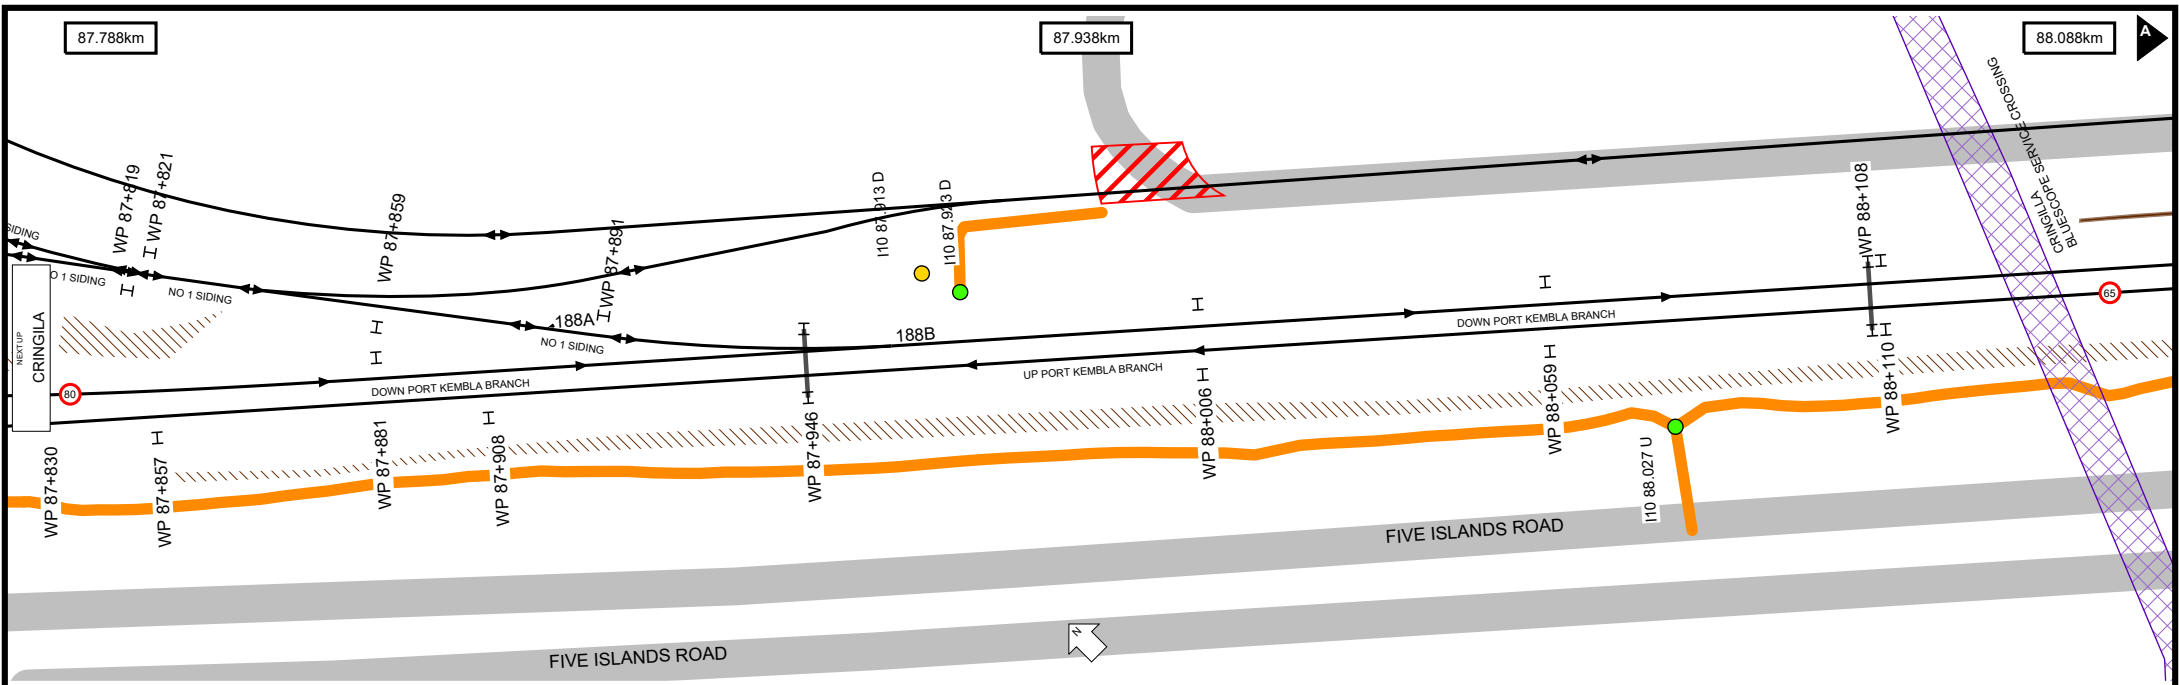 87.788km
87.938km
88.088km
A
CRINGILLA
BLUESCOPE SERVICE CROSSING
WP 87+819
WP 87+821
WP 87+859
WP 87+891
I10 87.913 D
I10 87.923 D
WP 88+108
SIDING
O 1 SIDING
NO 1 SIDING
188A
NO 1 SIDING
188B
NEXT UP
CRINGILA
80
DOWN PORT KEMBLA BRANCH
UP PORT KEMBLA BRANCH
DOWN PORT KEMBLA BRANCH
65
WP 87+830
WP 87+857
WP 87+881
WP 87+908
WP 87+946
WP 88+006
WP 88+059
I10 88.027 U
WP 88+110
FIVE ISLANDS ROAD
FIVE ISLANDS ROAD
N